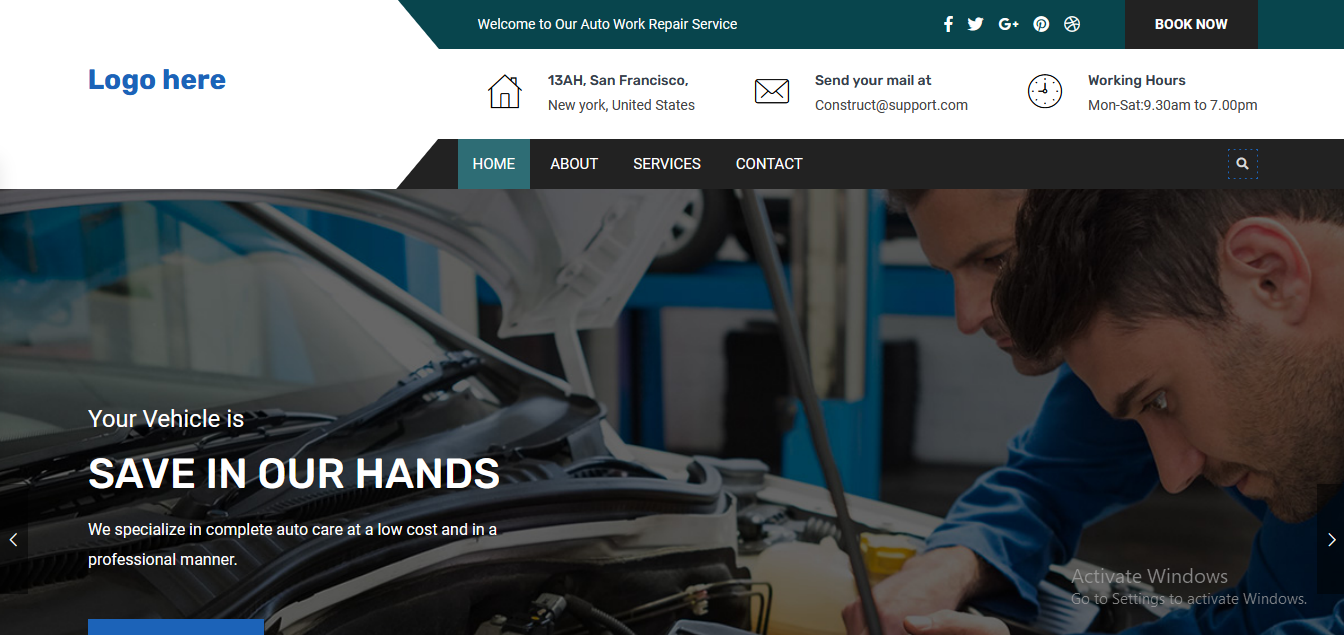 Welcome to Our Auto Work Repair Service
BOOK NOW
Logo here
13AH, San Francisco,
New york, United States
Send your mail at
Construct@support.com
Working Hours
Mon-Sat:9.30am to 7.00pm
HOME
ABOUT
SERVICES
CONTACT
Your Vehicle is
SAVE IN OUR HANDS
We specialize in complete auto care at a low cost and in a
professional manner.
Activate Windows
Go to Settings to activate Windows.